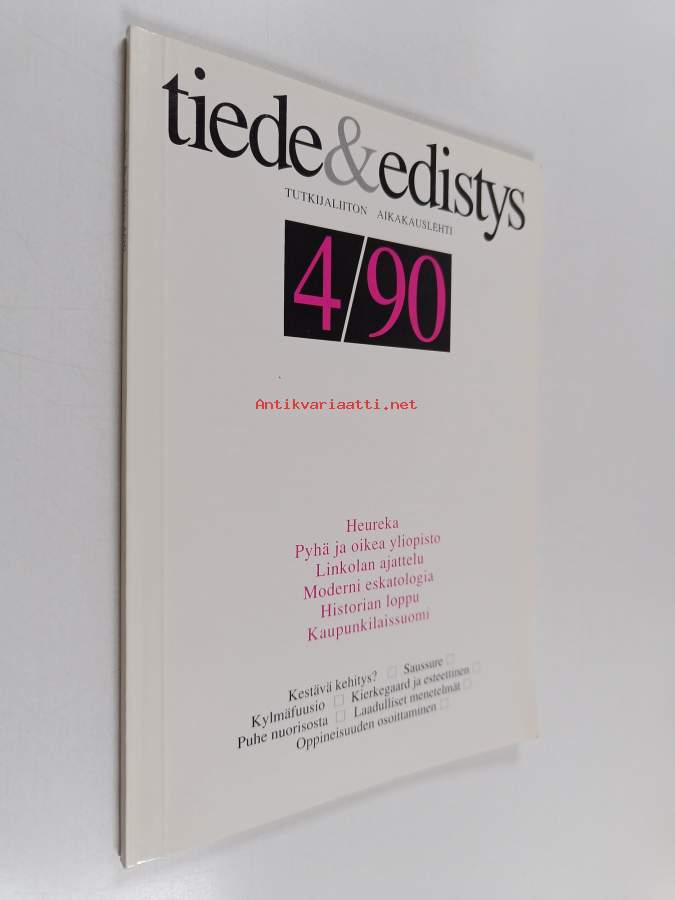 tiede&edistys
TUTKIJALIITON AIKAKAUSLEHTI
4/90
Antikvariaatti.net
Heureka
Pyhä ja oikea yliopisto
Linkolan ajattelu
Moderni eskatologia
Historian loppu
Kaupunkilaissuomi
Kestävä kehitys? □ Saussure □
Kylmäfuusio □ Kierkegaard ja esteettinen □
Puhe nuorisosta □ Laadulliset menetelmät □
Oppineisuuden osoittaminen □